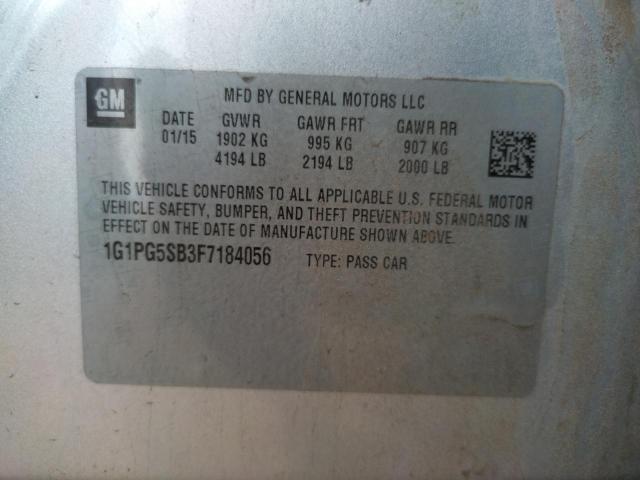 GM
MFD BY GENERAL MOTORS LLC
DATE GVWR GAWR FRT GAWR RR
01/15 1902 KG 995 KG 907 KG
4194 LB 2194 LB 2000 LB
THIS VEHICLE CONFORMS TO ALL APPLICABLE U.S. FEDERAL MOTOR
VEHICLE SAFETY, BUMPER, AND THEFT PREVENTION STANDARDS IN
EFFECT ON THE DATE OF MANUFACTURE SHOWN ABOVE.
1G1PG5SB3F7184056 TYPE: PASS CAR